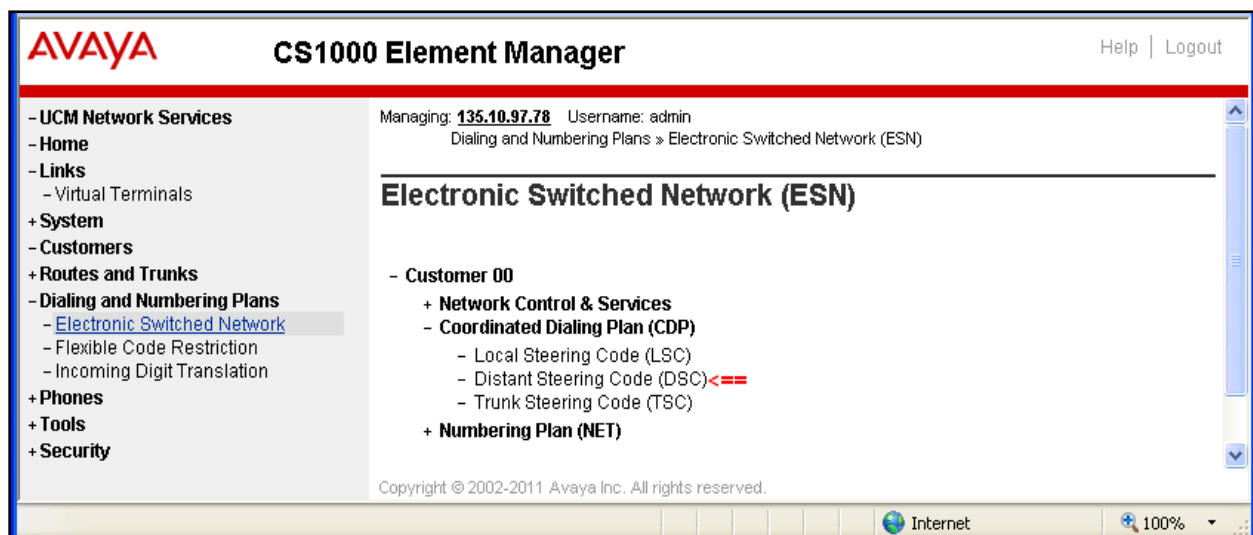 AVAYA
CS1000 Element Manager
Help | Logout
- UCM Network Services
- Home
- Links
- Virtual Terminals
+ System
- Customers
+ Routes and Trunks
- Dialing and Numbering Plans
- Electronic Switched Network
- Flexible Code Restriction
- Incoming Digit Translation
+ Phones
+ Tools
+ Security
Managing: 135.10.97.78 Username: admin
Dialing and Numbering Plans » Electronic Switched Network (ESN)
Electronic Switched Network (ESN)
- Customer 00
+ Network Control & Services
- Coordinated Dialing Plan (CDP)
- Local Steering Code (LSC)
- Distant Steering Code (DSC)<==
- Trunk Steering Code (TSC)
+ Numbering Plan (NET)
Copyright © 2002-2011 Avaya Inc. All rights reserved.
Internet
100%